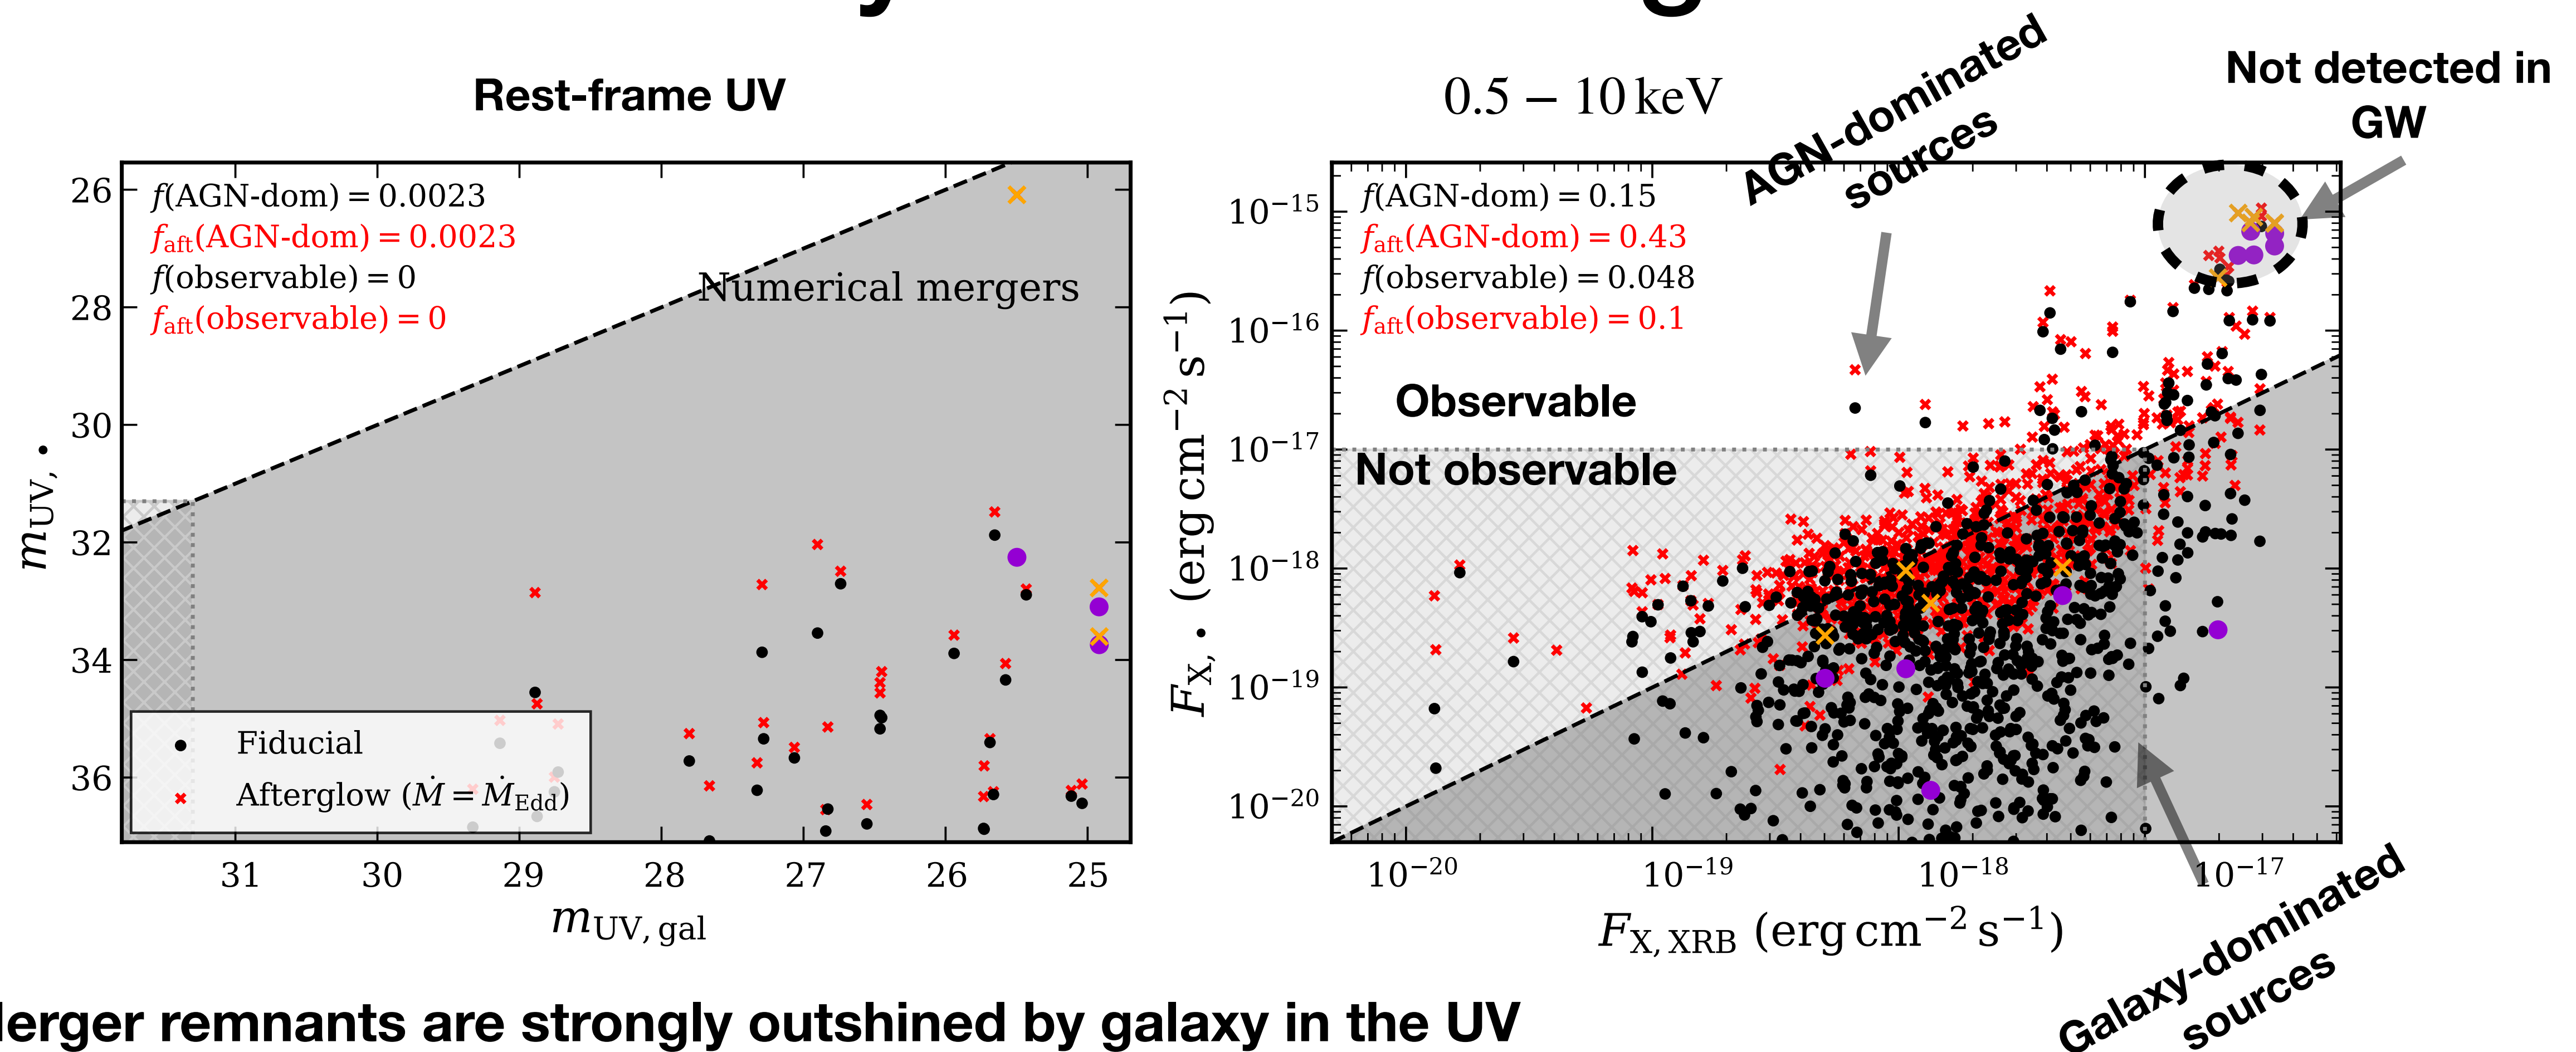 Rest-frame UV
f(AGN-dom) = 0.0023
f_aft(AGN-dom) = 0.0023
f(observable) = 0
f_aft(observable) = 0
Numerical mergers
26
28
30
32
34
36
m_UV, •
Fiducial
Afterglow (Ṁ = Ṁ_Edd)
31
30
29
28
27
26
25
m_UV, gal
0.5 − 10 keV
AGN-dominated
sources
Not detected in
GW
f(AGN-dom) = 0.15
f_aft(AGN-dom) = 0.43
f(observable) = 0.048
f_aft(observable) = 0.1
Observable
Not observable
10^−15
10^−16
10^−17
10^−18
10^−19
10^−20
F_X, • (erg cm^−2 s^−1)
10^−20
10^−19
10^−18
10^−17
F_X, XRB (erg cm^−2 s^−1)
Galaxy-dominated
sources
remnants are strongly outshined by galaxy in the UV